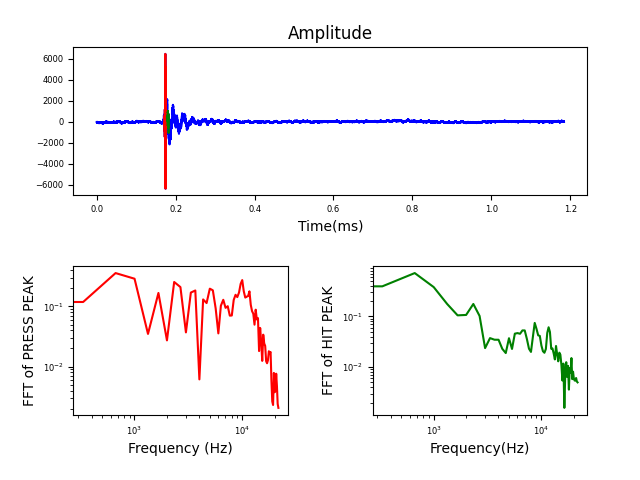 Amplitude
6000
4000
2000
0
−2000
−4000
−6000
0.0 0.2 0.4 0.6 0.8 1.0 1.2
Time(ms)
FFT of PRESS PEAK
10⁻¹
10⁻²
10³ 10⁴
Frequency (Hz)
FFT of HIT PEAK
10⁻¹
10⁻²
10³ 10⁴
Frequency(Hz)